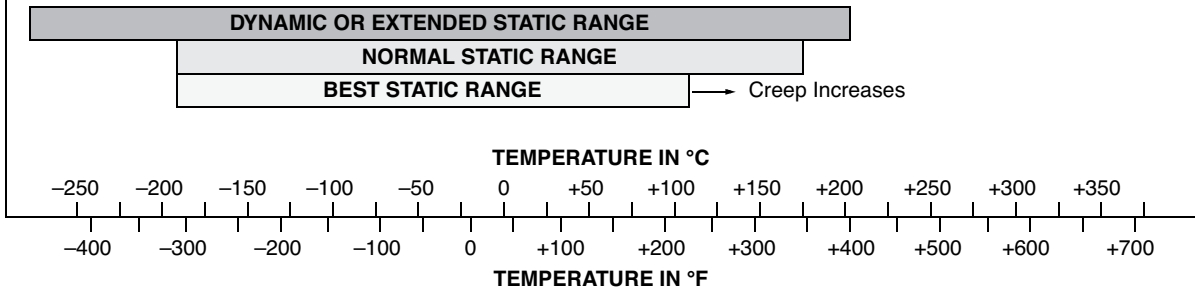 DYNAMIC OR EXTENDED STATIC RANGE
NORMAL STATIC RANGE
BEST STATIC RANGE
Creep Increases
TEMPERATURE IN °C
–250 –200 –150 –100 –50 0 +50 +100 +150 +200 +250 +300 +350
–400 –300 –200 –100 0 +100 +200 +300 +400 +500 +600 +700
TEMPERATURE IN °F